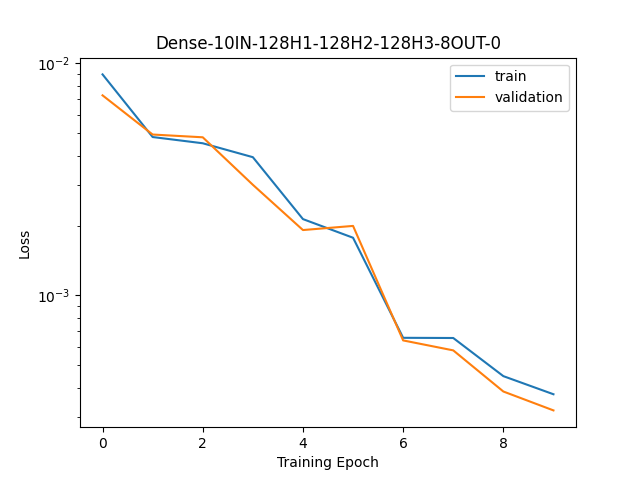 Dense-10IN-128H1-128H2-128H3-8OUT-0
train
validation
Loss
10⁻²
10⁻³
0 2 4 6 8
Training Epoch